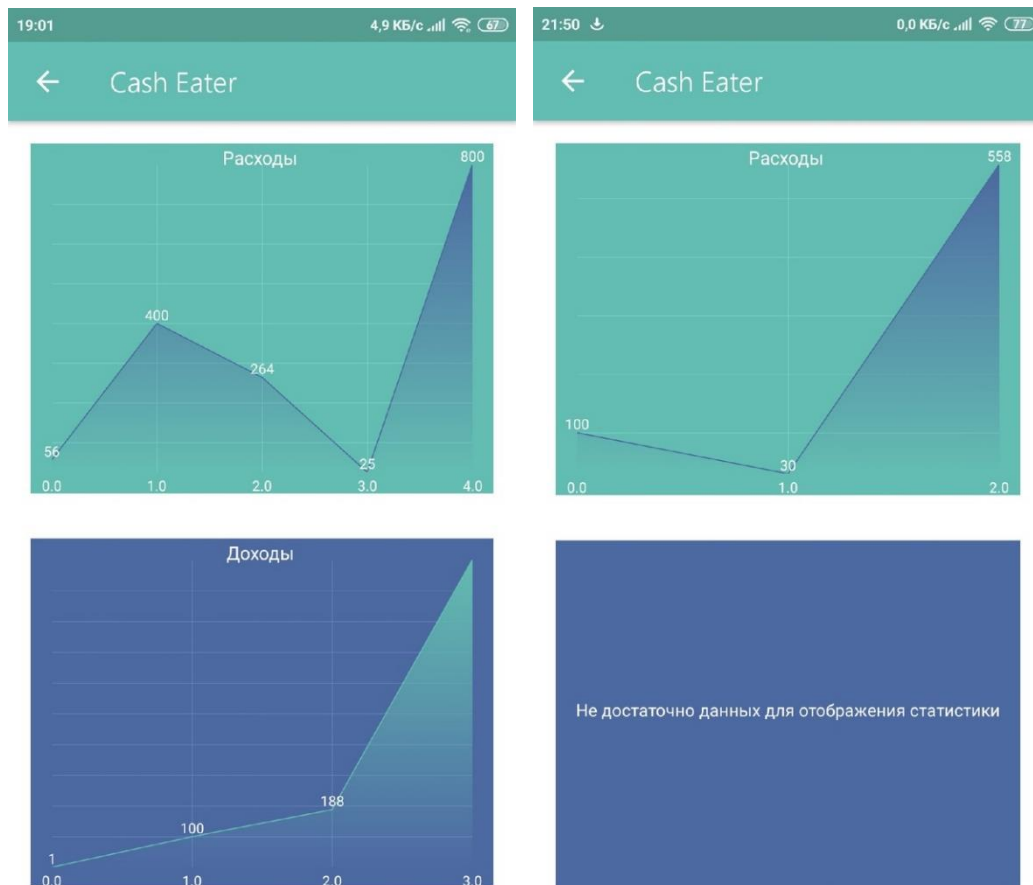 19:01
4,9 КБ/с
67
Cash Eater
Расходы
800
400
264
56
25
0.0 1.0 2.0 3.0 4.0
Доходы
188
100
1
0.0 1.0 2.0 3.0
21:50
0,0 КБ/с
77
Cash Eater
Расходы
558
100
30
0.0 1.0 2.0
Не достаточно данных для отображения статистики